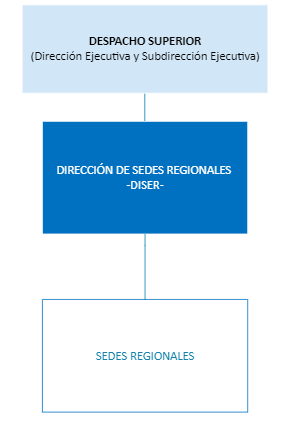 DESPACHO SUPERIOR
(Dirección Ejecutiva y Subdirección Ejecutiva)
DIRECCIÓN DE SEDES REGIONALES
-DISER-
SEDES REGIONALES